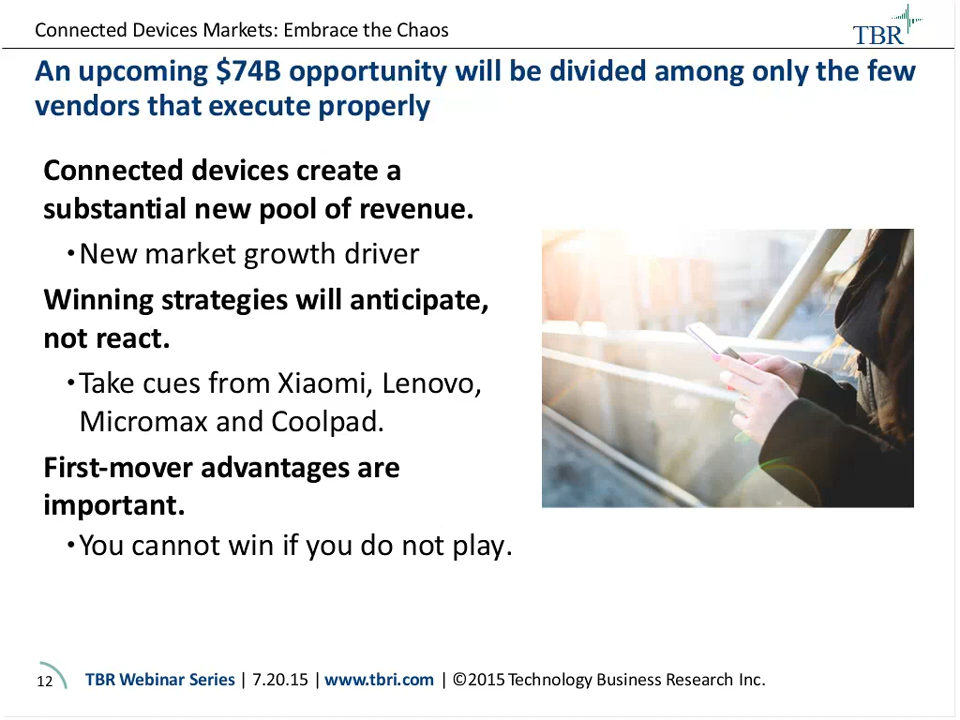 Connected Devices Markets: Embrace the Chaos
TBR
An upcoming $74B opportunity will be divided among only the few
vendors that execute properly
Connected devices create a
substantial new pool of revenue.
• New market growth driver
Winning strategies will anticipate,
not react.
• Take cues from Xiaomi, Lenovo,
Micromax and Coolpad.
First-mover advantages are
important.
• You cannot win if you do not play.
12 TBR Webinar Series | 7.20.15 | www.tbri.com | ©2015 Technology Business Research Inc.